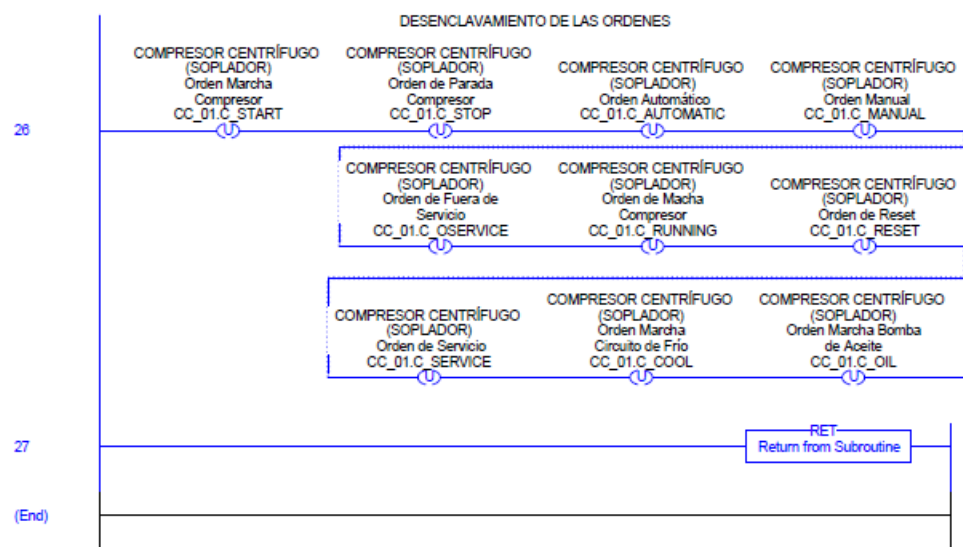 DESENCLAVAMIENTO DE LAS ORDENES
COMPRESOR CENTRÍFUGO
(SOPLADOR)
Orden Marcha
Compresor
CC_01.C_START
U
COMPRESOR CENTRÍFUGO
(SOPLADOR)
Orden de Parada
Compresor
CC_01.C_STOP
U
COMPRESOR CENTRÍFUGO
(SOPLADOR)
Orden Automático
CC_01.C_AUTOMATIC
U
COMPRESOR CENTRÍFUGO
(SOPLADOR)
Orden Manual
CC_01.C_MANUAL
U
26
COMPRESOR CENTRÍFUGO
(SOPLADOR)
Orden de Fuera de
Servicio
CC_01.C_OSERVICE
U
COMPRESOR CENTRÍFUGO
(SOPLADOR)
Orden de Macha
Compresor
CC_01.C_RUNNING
U
COMPRESOR CENTRÍFUGO
(SOPLADOR)
Orden de Reset
CC_01.C_RESET
U
COMPRESOR CENTRÍFUGO
(SOPLADOR)
Orden de Servicio
CC_01.C_SERVICE
U
COMPRESOR CENTRÍFUGO
(SOPLADOR)
Orden Marcha
Circuito de Frío
CC_01.C_COOL
U
COMPRESOR CENTRÍFUGO
(SOPLADOR)
Orden Marcha Bomba
de Aceite
CC_01.C_OIL
U
27
RET
Return from Subroutine
(End)